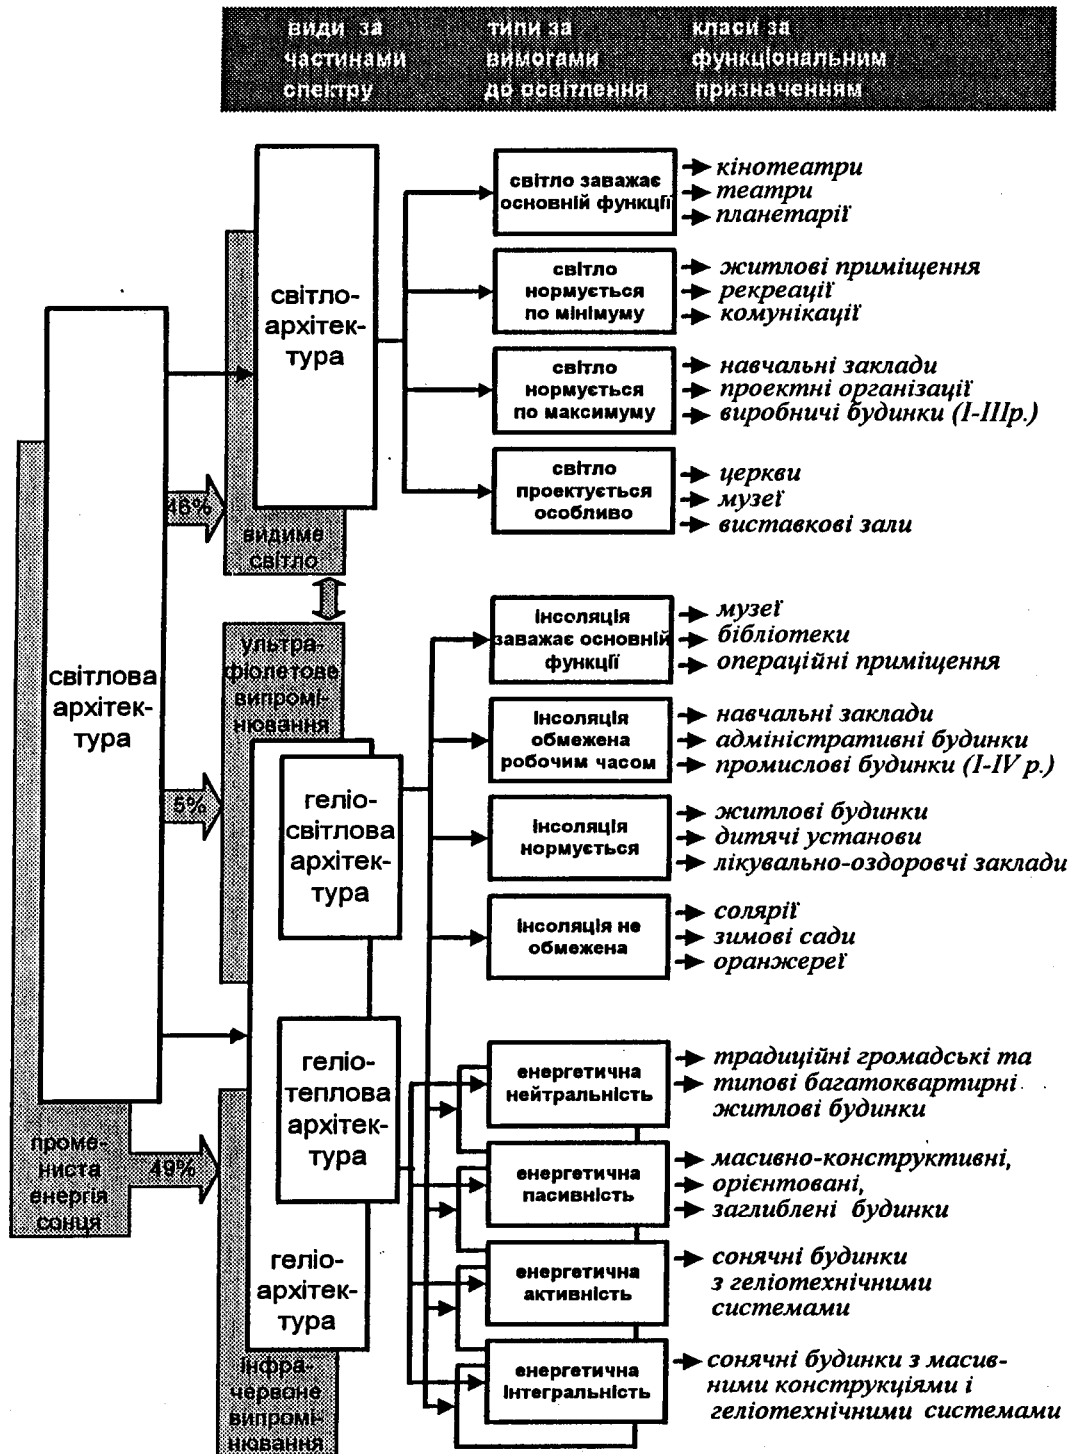 види за
частинами
спектру
типи за
вимогами
до освітлення
класи за
функціональним
призначенням
світлова
архітек-
тура
проме-
ниста
енергія
сонця
46%
5%
49%
світло-
архітек-
тура
видиме
світло
ультра-
фіолетове
випромі-
нювання
геліо-
світлова
архітек-
тура
геліо-
теплова
архітек-
тура
геліо-
архітек-
тура
інфра-
червоне
випромі-
нювання
світло заважає
основній функції
кінотеатри
театри
планетарії
світло
нормується
по мінімуму
житлові приміщення
рекреації
комунікації
світло
нормується
по максимуму
навчальні заклади
проектні організації
виробничі будинки (I-IIIр.)
світло
проектується
особливо
церкви
музеї
виставкові зали
інсоляція
заважає основній
функції
музеї
бібліотеки
операційні приміщення
інсоляція
обмежена
робочим часом
навчальні заклади
адміністративні будинки
промислові будинки (I-IV р.)
інсоляція
нормується
житлові будинки
дитячі установи
лікувально-оздоровчі заклади
інсоляція не
обмежена
солярії
зимові сади
оранжереї
енергетична
нейтральність
традиційні громадські та
типові багатоквартирні
житлові будинки
енергетична
пасивність
масивно-конструктивні,
орієнтовані,
заглиблені будинки
енергетична
активність
сонячні будинки
з геліотехнічними
системами
енергетична
інтегральність
сонячні будинки з масив-
ними конструкціями і
геліотехнічними системами